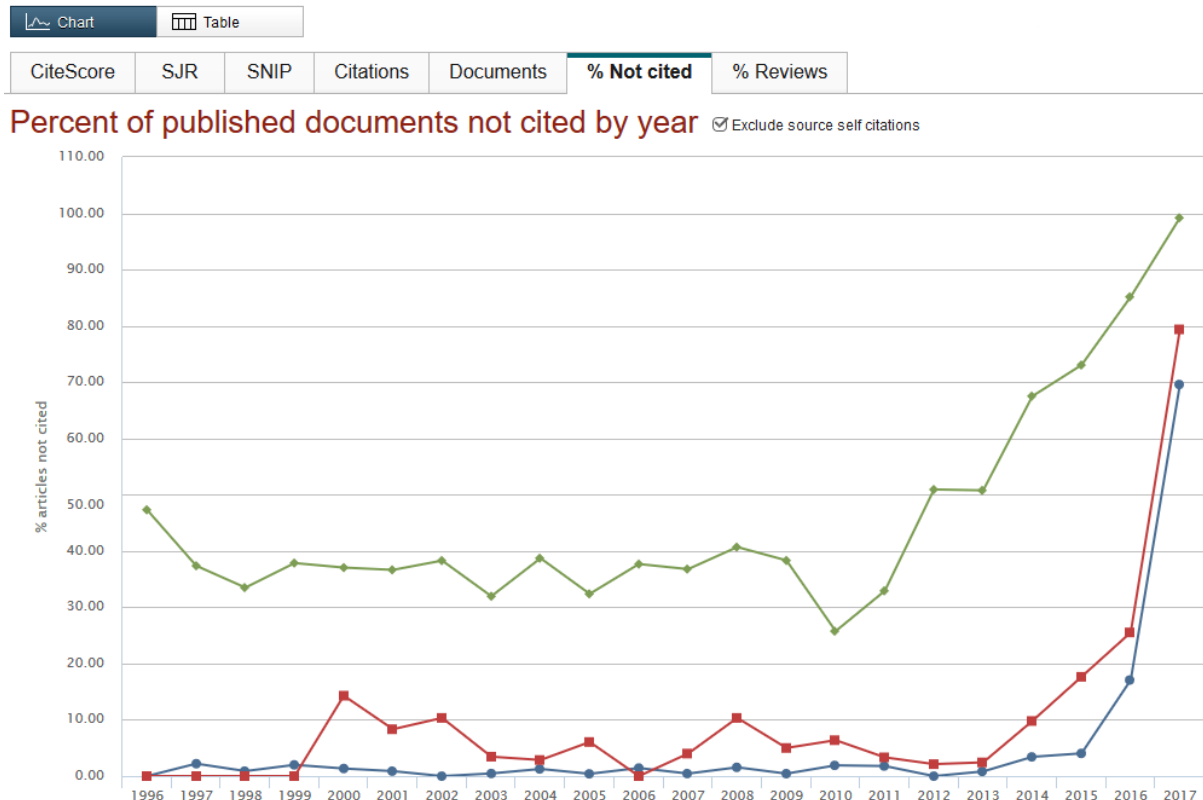 Chart Table
CiteScore SJR SNIP Citations Documents % Not cited % Reviews
Percent of published documents not cited by year Exclude source self citations
110.00
100.00
90.00
80.00
70.00
60.00
50.00
40.00
30.00
20.00
10.00
0.00
% articles not cited
1996 1997 1998 1999 2000 2001 2002 2003 2004 2005 2006 2007 2008 2009 2010 2011 2012 2013 2014 2015 2016 2017